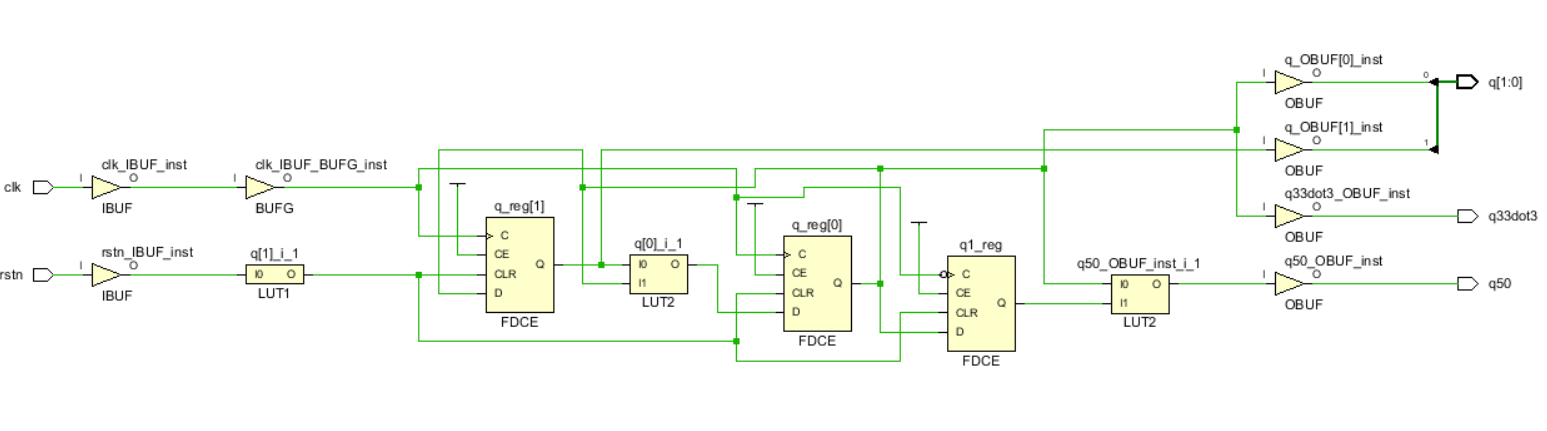 clk
I
clk_IBUF_inst
O
IBUF
I
clk_IBUF_BUFG_inst
O
BUFG
rstn
I
rstn_IBUF_inst
O
IBUF
q[1]_i_1
I0 O
LUT1
q_reg[1]
C
CE
CLR
D
Q
FDCE
q[0]_i_1
I0 O
I1
LUT2
q_reg[0]
C
CE
CLR
D
Q
FDCE
q1_reg
C
CE
CLR
D
Q
FDCE
q50_OBUF_inst_i_1
I0 O
I1
LUT2
q_OBUF[0]_inst
I O
OBUF
0
q[1:0]
q_OBUF[1]_inst
I O
OBUF
1
q33dot3_OBUF_inst
I O
OBUF
q33dot3
q50_OBUF_inst
I O
OBUF
q50